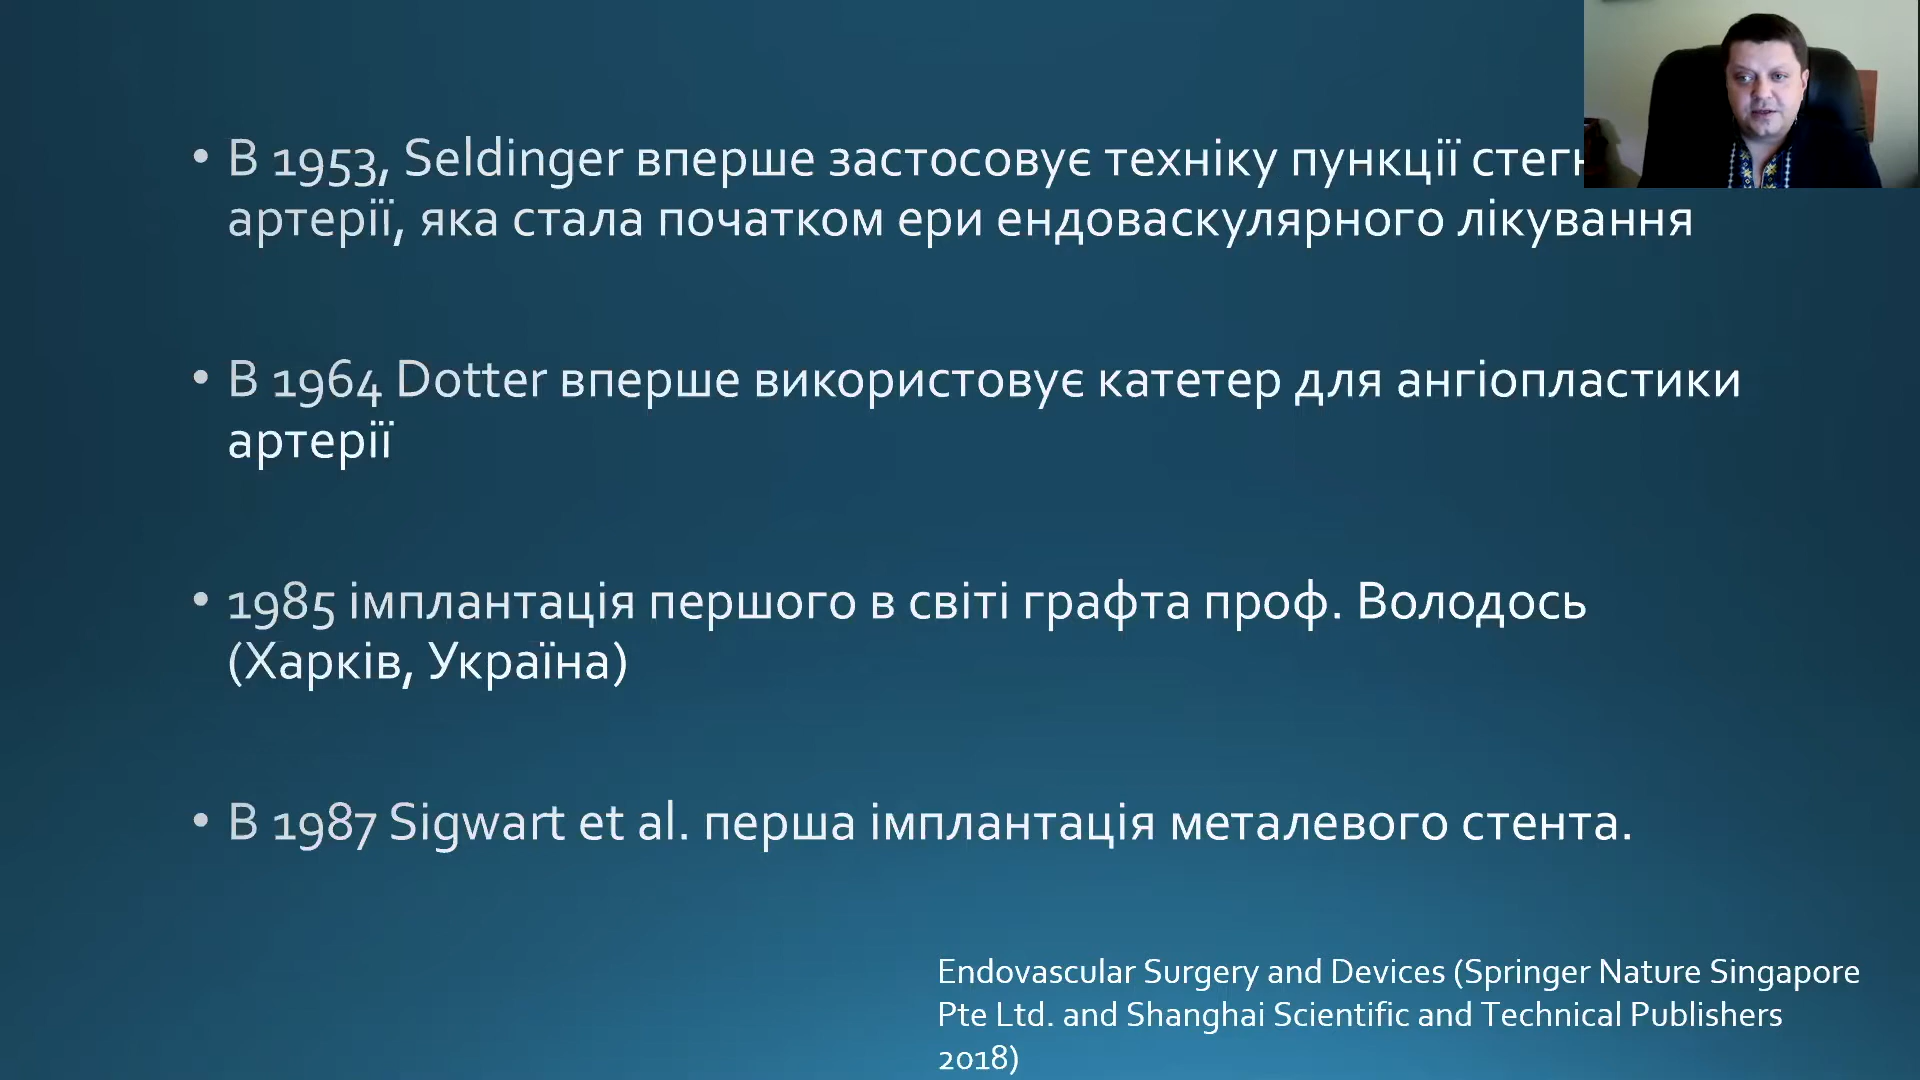 • В 1953, Seldinger вперше застосовує техніку пункції
артерії, яка стала початком ери ендоваскулярного лікування
• В 1964 Dotter вперше використовує катетер для ангіопластики
артерії
• 1985 імплантація першого в світі графта проф. Володось
(Харків, Україна)
• В 1987 Sigwart et al. перша імплантація металевого стента.
Endovascular Surgery and Devices (Springer Nature Singapore
Pte Ltd. and Shanghai Scientific and Technical Publishers
2018)